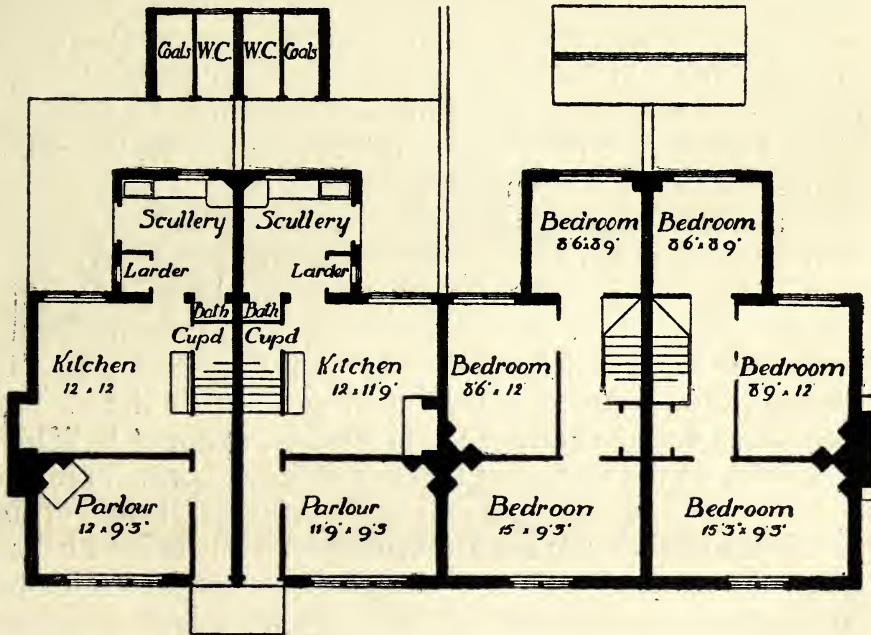 Coals W.C. W.C. Coals
Scullery Scullery
Bedroom Bedroom
8'6"x 8'9" 8'6"x 8'9"
Larder Larder
Bath Bath
Cupd Cupd
Kitchen Kitchen Bedroom Bedroom
12 x 12 12 x 11'9" 8'6" x 12 8'9" x 12
Parlour Parlour Bedroon Bedroom
12 x 9'3" 11'9" x 9'3 15 x 9'3" 15'3" x 9'3"